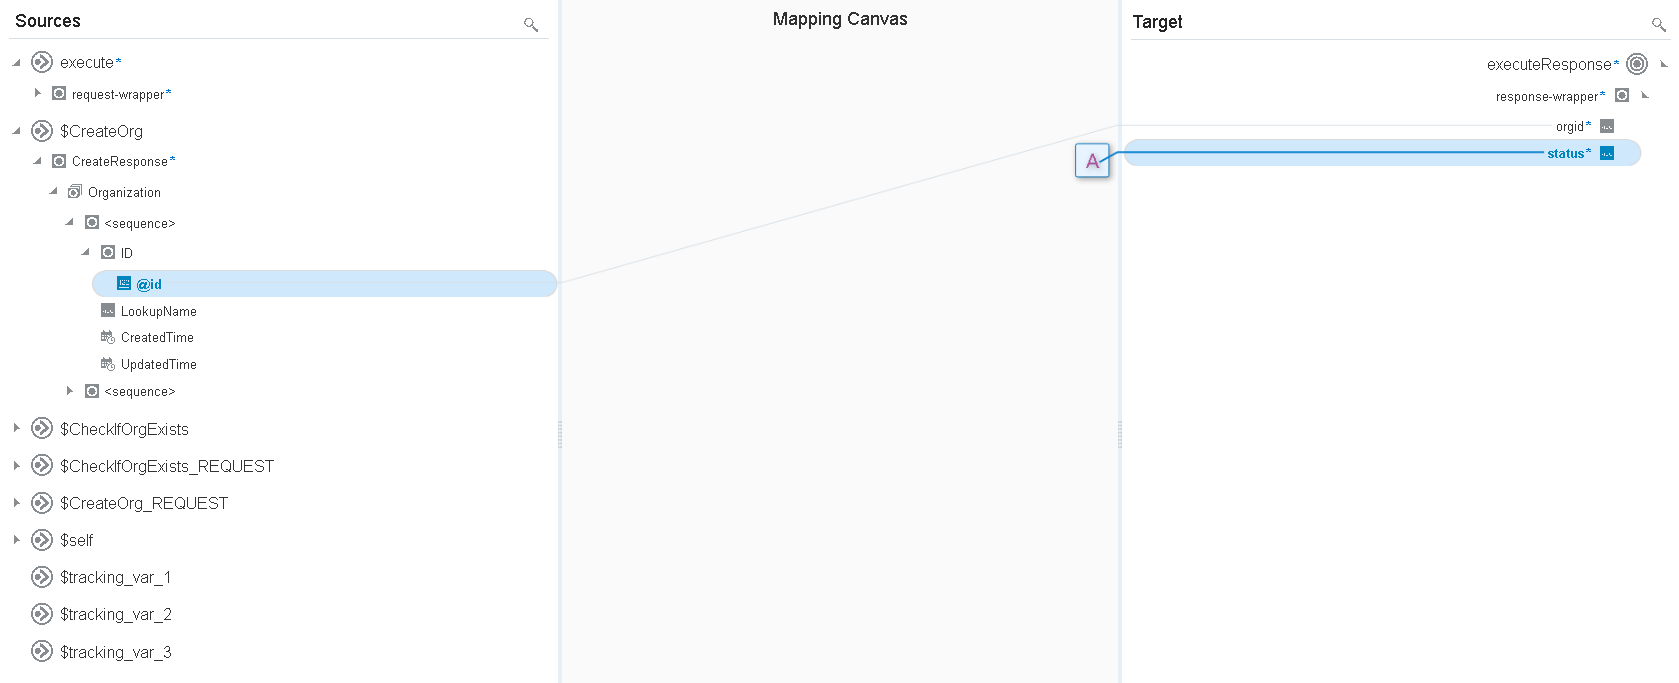 Sources
execute*
request-wrapper*
$CreateOrg
CreateResponse*
Organization
<sequence>
ID
@id
LookupName
CreatedTime
UpdatedTime
<sequence>
$CheckIfOrgExists
$CheckIfOrgExists_REQUEST
$CreateOrg_REQUEST
$self
$tracking_var_1
$tracking_var_2
$tracking_var_3
Mapping Canvas
A
Target
executeResponse*
response-wrapper*
orgid*
status*